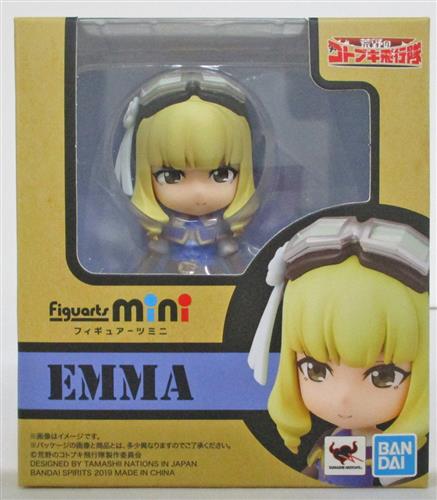 荒野の
コトブキ飛行隊
Figuarts mini
フィギュアーツミニ
EMMA
※画像はイメージです。
※パッケージの画像と商品とは、多少異なりますのでご了承ください。
©荒野のコトブキ飛行隊製作委員会
DESIGNED BY TAMASHII NATIONS IN JAPAN
BANDAI SPIRITS 2019 MADE IN CHINA
TAMASHII NATIONS
BAN
DAI